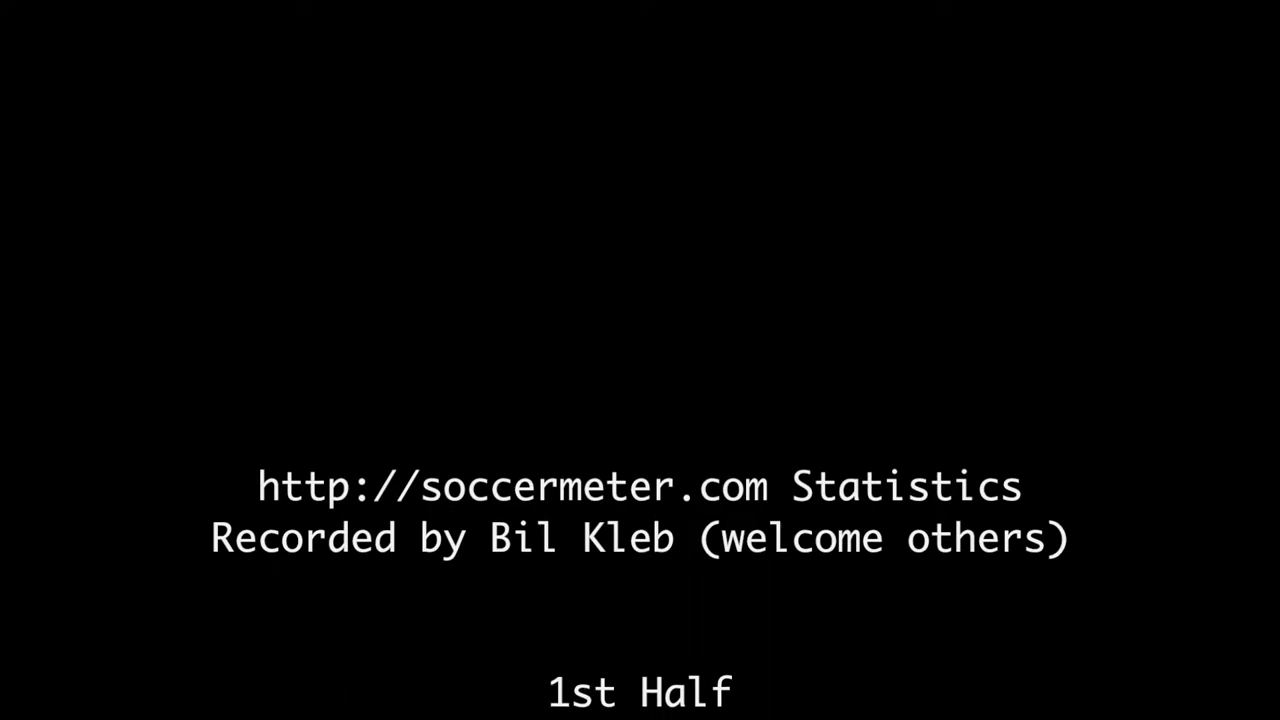 http://soccermeter.com Statistics
Recorded by Bil Kleb (welcome others)
1st Half